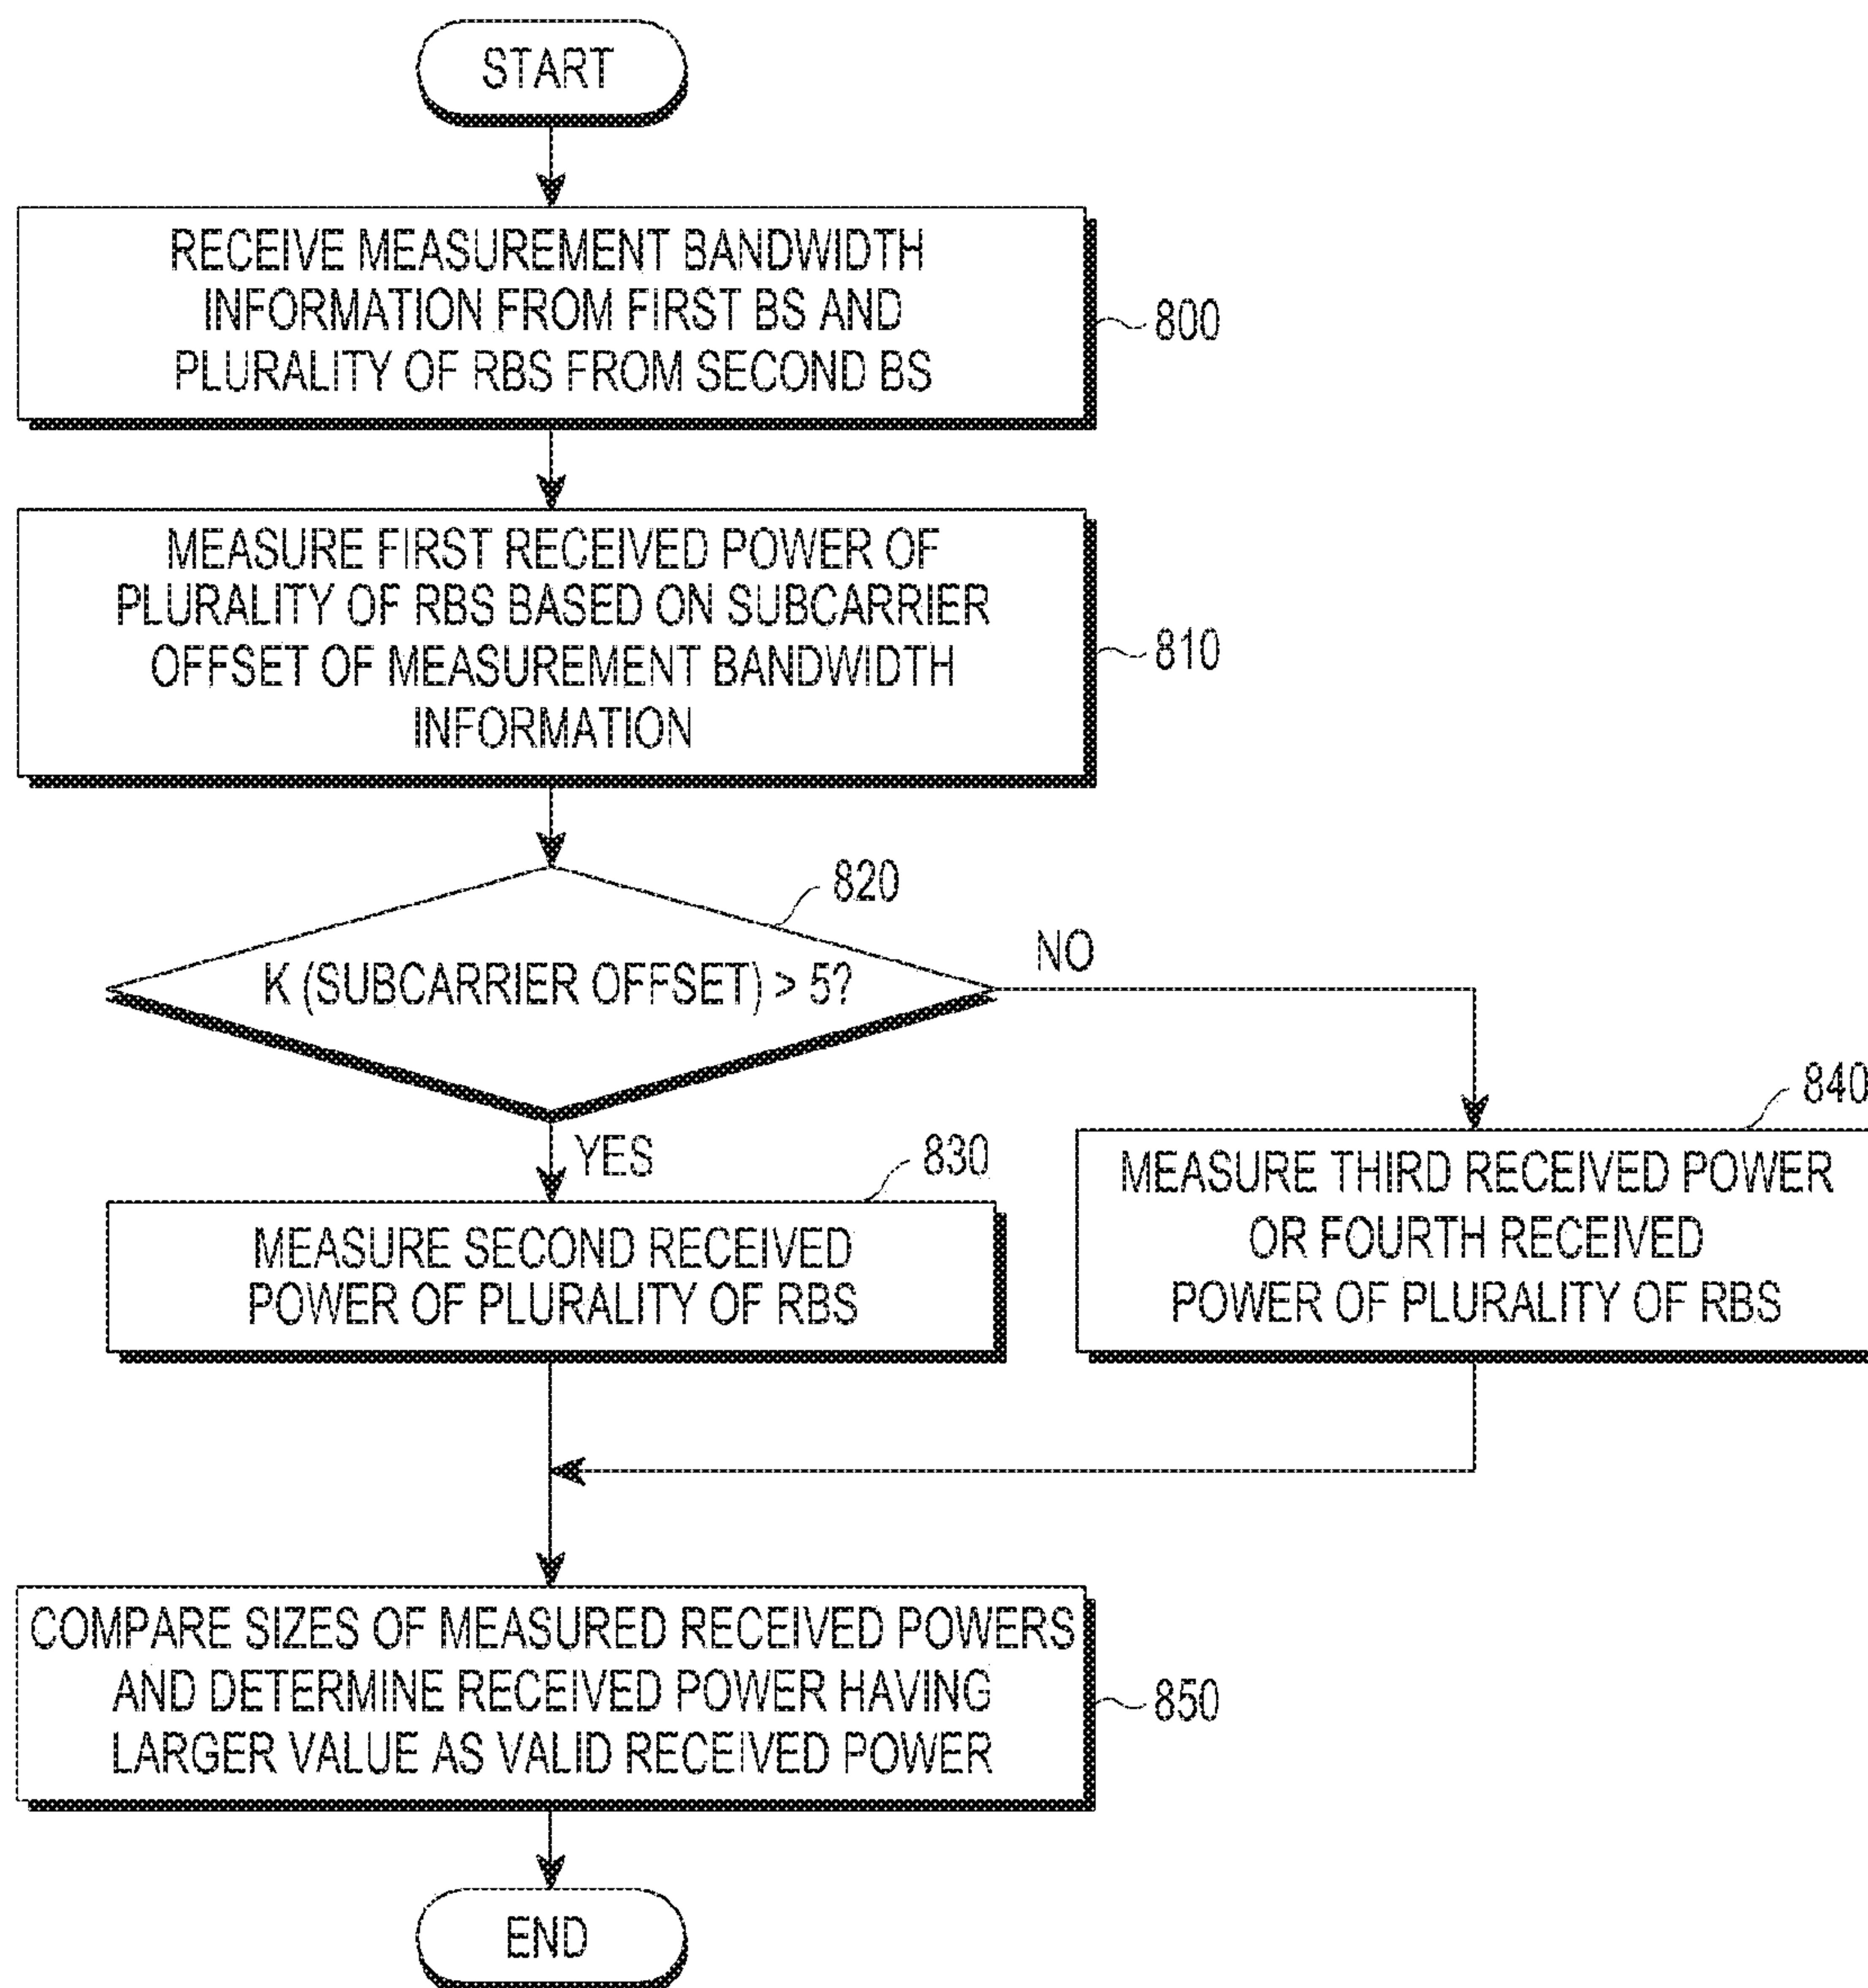 START
RECEIVE MEASUREMENT BANDWIDTH
INFORMATION FROM FIRST BS AND
PLURALITY OF RBS FROM SECOND BS
800
MEASURE FIRST RECEIVED POWER OF
PLURALITY OF RBS BASED ON SUBCARRIER
OFFSET OF MEASUREMENT BANDWIDTH
INFORMATION
810
820
K (SUBCARRIER OFFSET) > 5?
NO
YES
830
MEASURE SECOND RECEIVED
POWER OF PLURALITY OF RBS
840
MEASURE THIRD RECEIVED POWER
OR FOURTH RECEIVED
POWER OF PLURALITY OF RBS
COMPARE SIZES OF MEASURED RECEIVED POWERS
AND DETERMINE RECEIVED POWER HAVING
LARGER VALUE AS VALID RECEIVED POWER
850
END